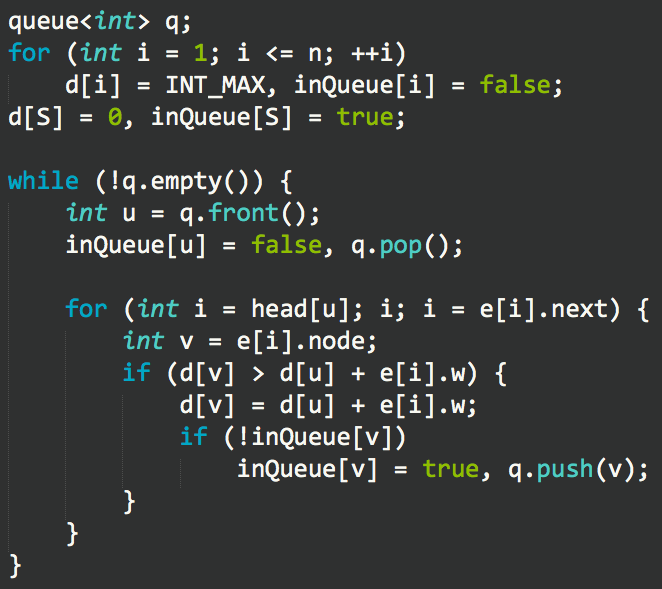 queue<int> q;
for (int i = 1; i <= n; ++i)
    d[i] = INT_MAX, inQueue[i] = false;
d[S] = 0, inQueue[S] = true;

while (!q.empty()) {
    int u = q.front();
    inQueue[u] = false, q.pop();

    for (int i = head[u]; i; i = e[i].next) {
        int v = e[i].node;
        if (d[v] > d[u] + e[i].w) {
            d[v] = d[u] + e[i].w;
            if (!inQueue[v])
                inQueue[v] = true, q.push(v);
        }
    }
}